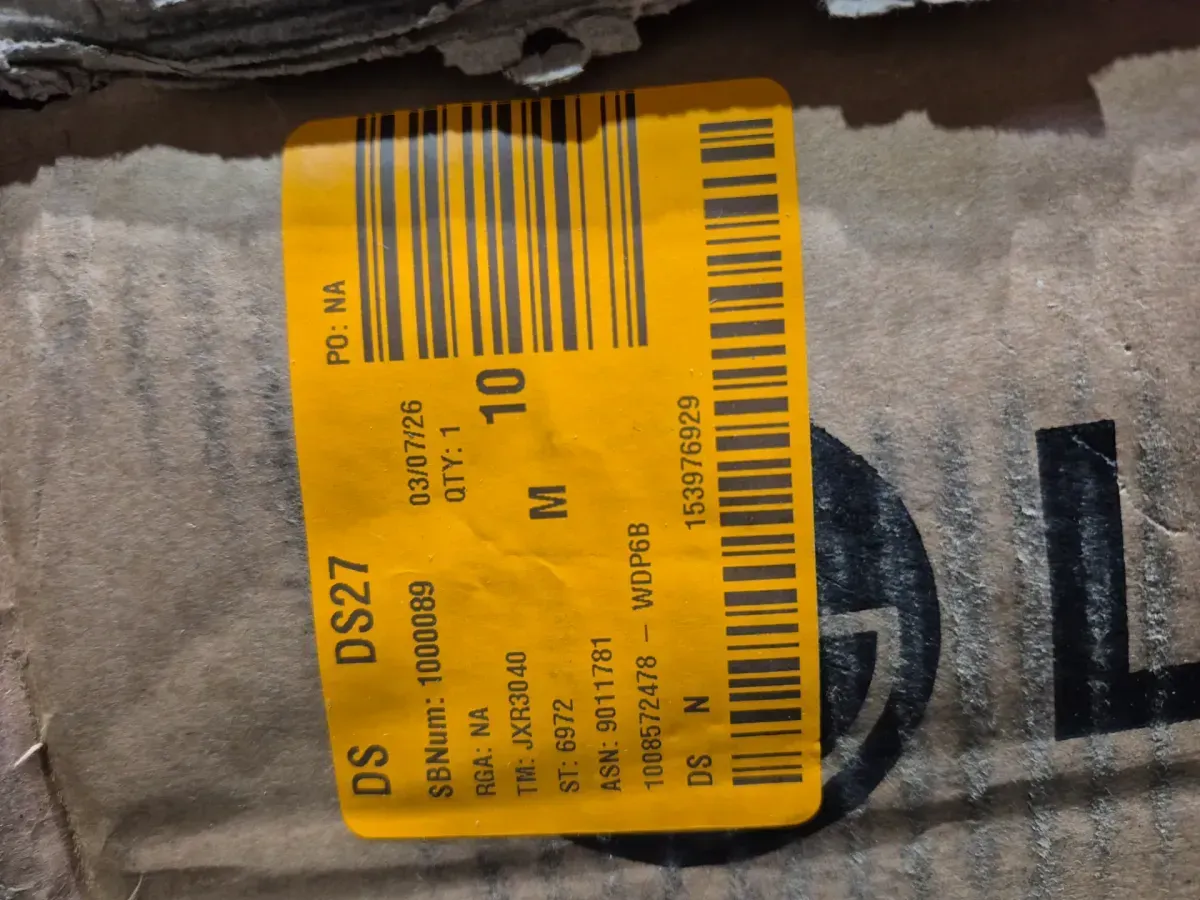 DS DS27 PO: NA
SBNum: 1000089 03/07/26
RGA: NA QTY: 1
TM: JXR3040 10
ST: 6972 M
ASN: 9011781
1008572478 – WDP6B
DS N 153976929
L